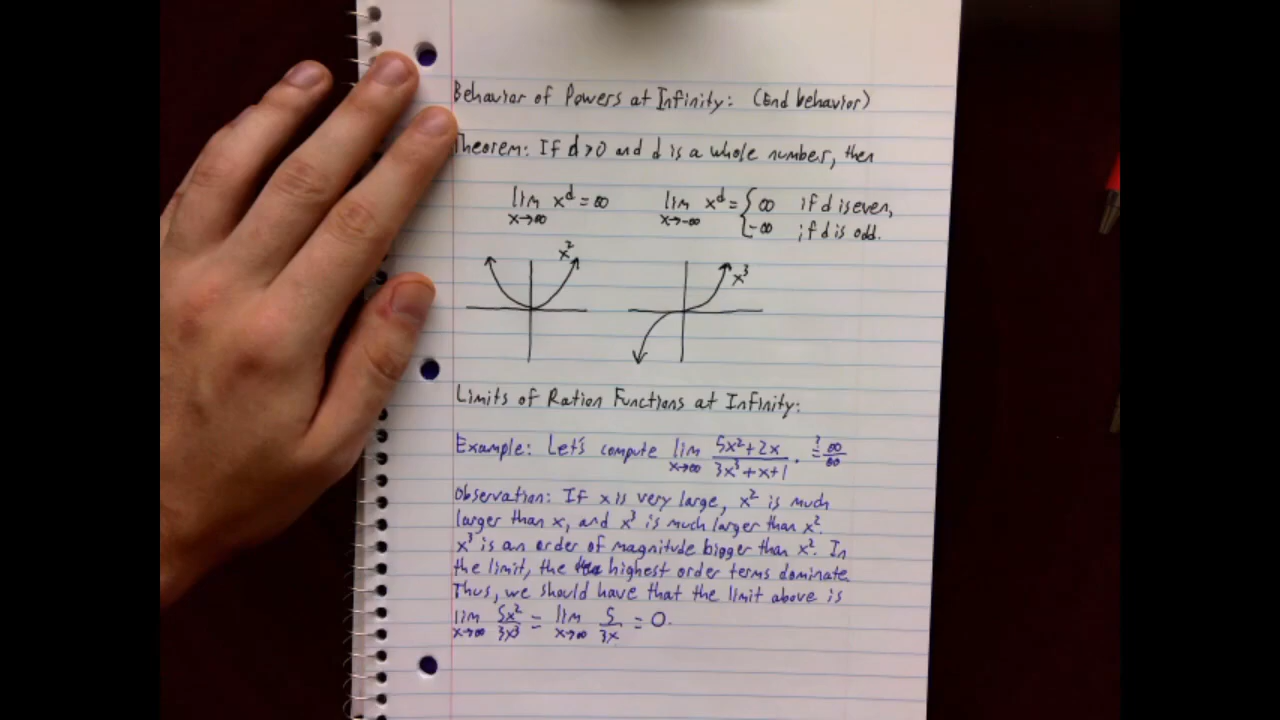 Behavior of Powers at Infinity: (End behavior)
Theorem: If d>0 and d is a whole number, then
lim x→∞ x^d = ∞ lim x→-∞ x^d = { ∞ if d is even,
-∞ if d is odd.
x² x³
Limits of Ration Functions at Infinity:
Example: Let's compute lim x→∞ (5x²+2x)/(3x³+x+1). ?= ∞/∞
Observation: If x is very large, x² is much
larger than x, and x³ is much larger than x².
x³ is an order of magnitude bigger than x². In
the limit, the highest order terms dominate.
Thus, we should have that the limit above is
lim x→∞ 5x²/3x³ = lim x→∞ 5/3x = 0.